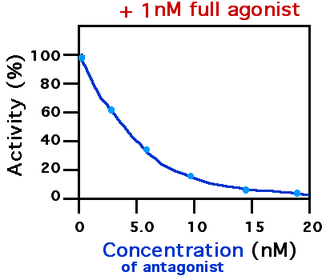 + 1nM full agonist
Activity (%)
100
80
60
40
20
0
0 5.0 10 15 20
Concentration (nM)
of antagonist